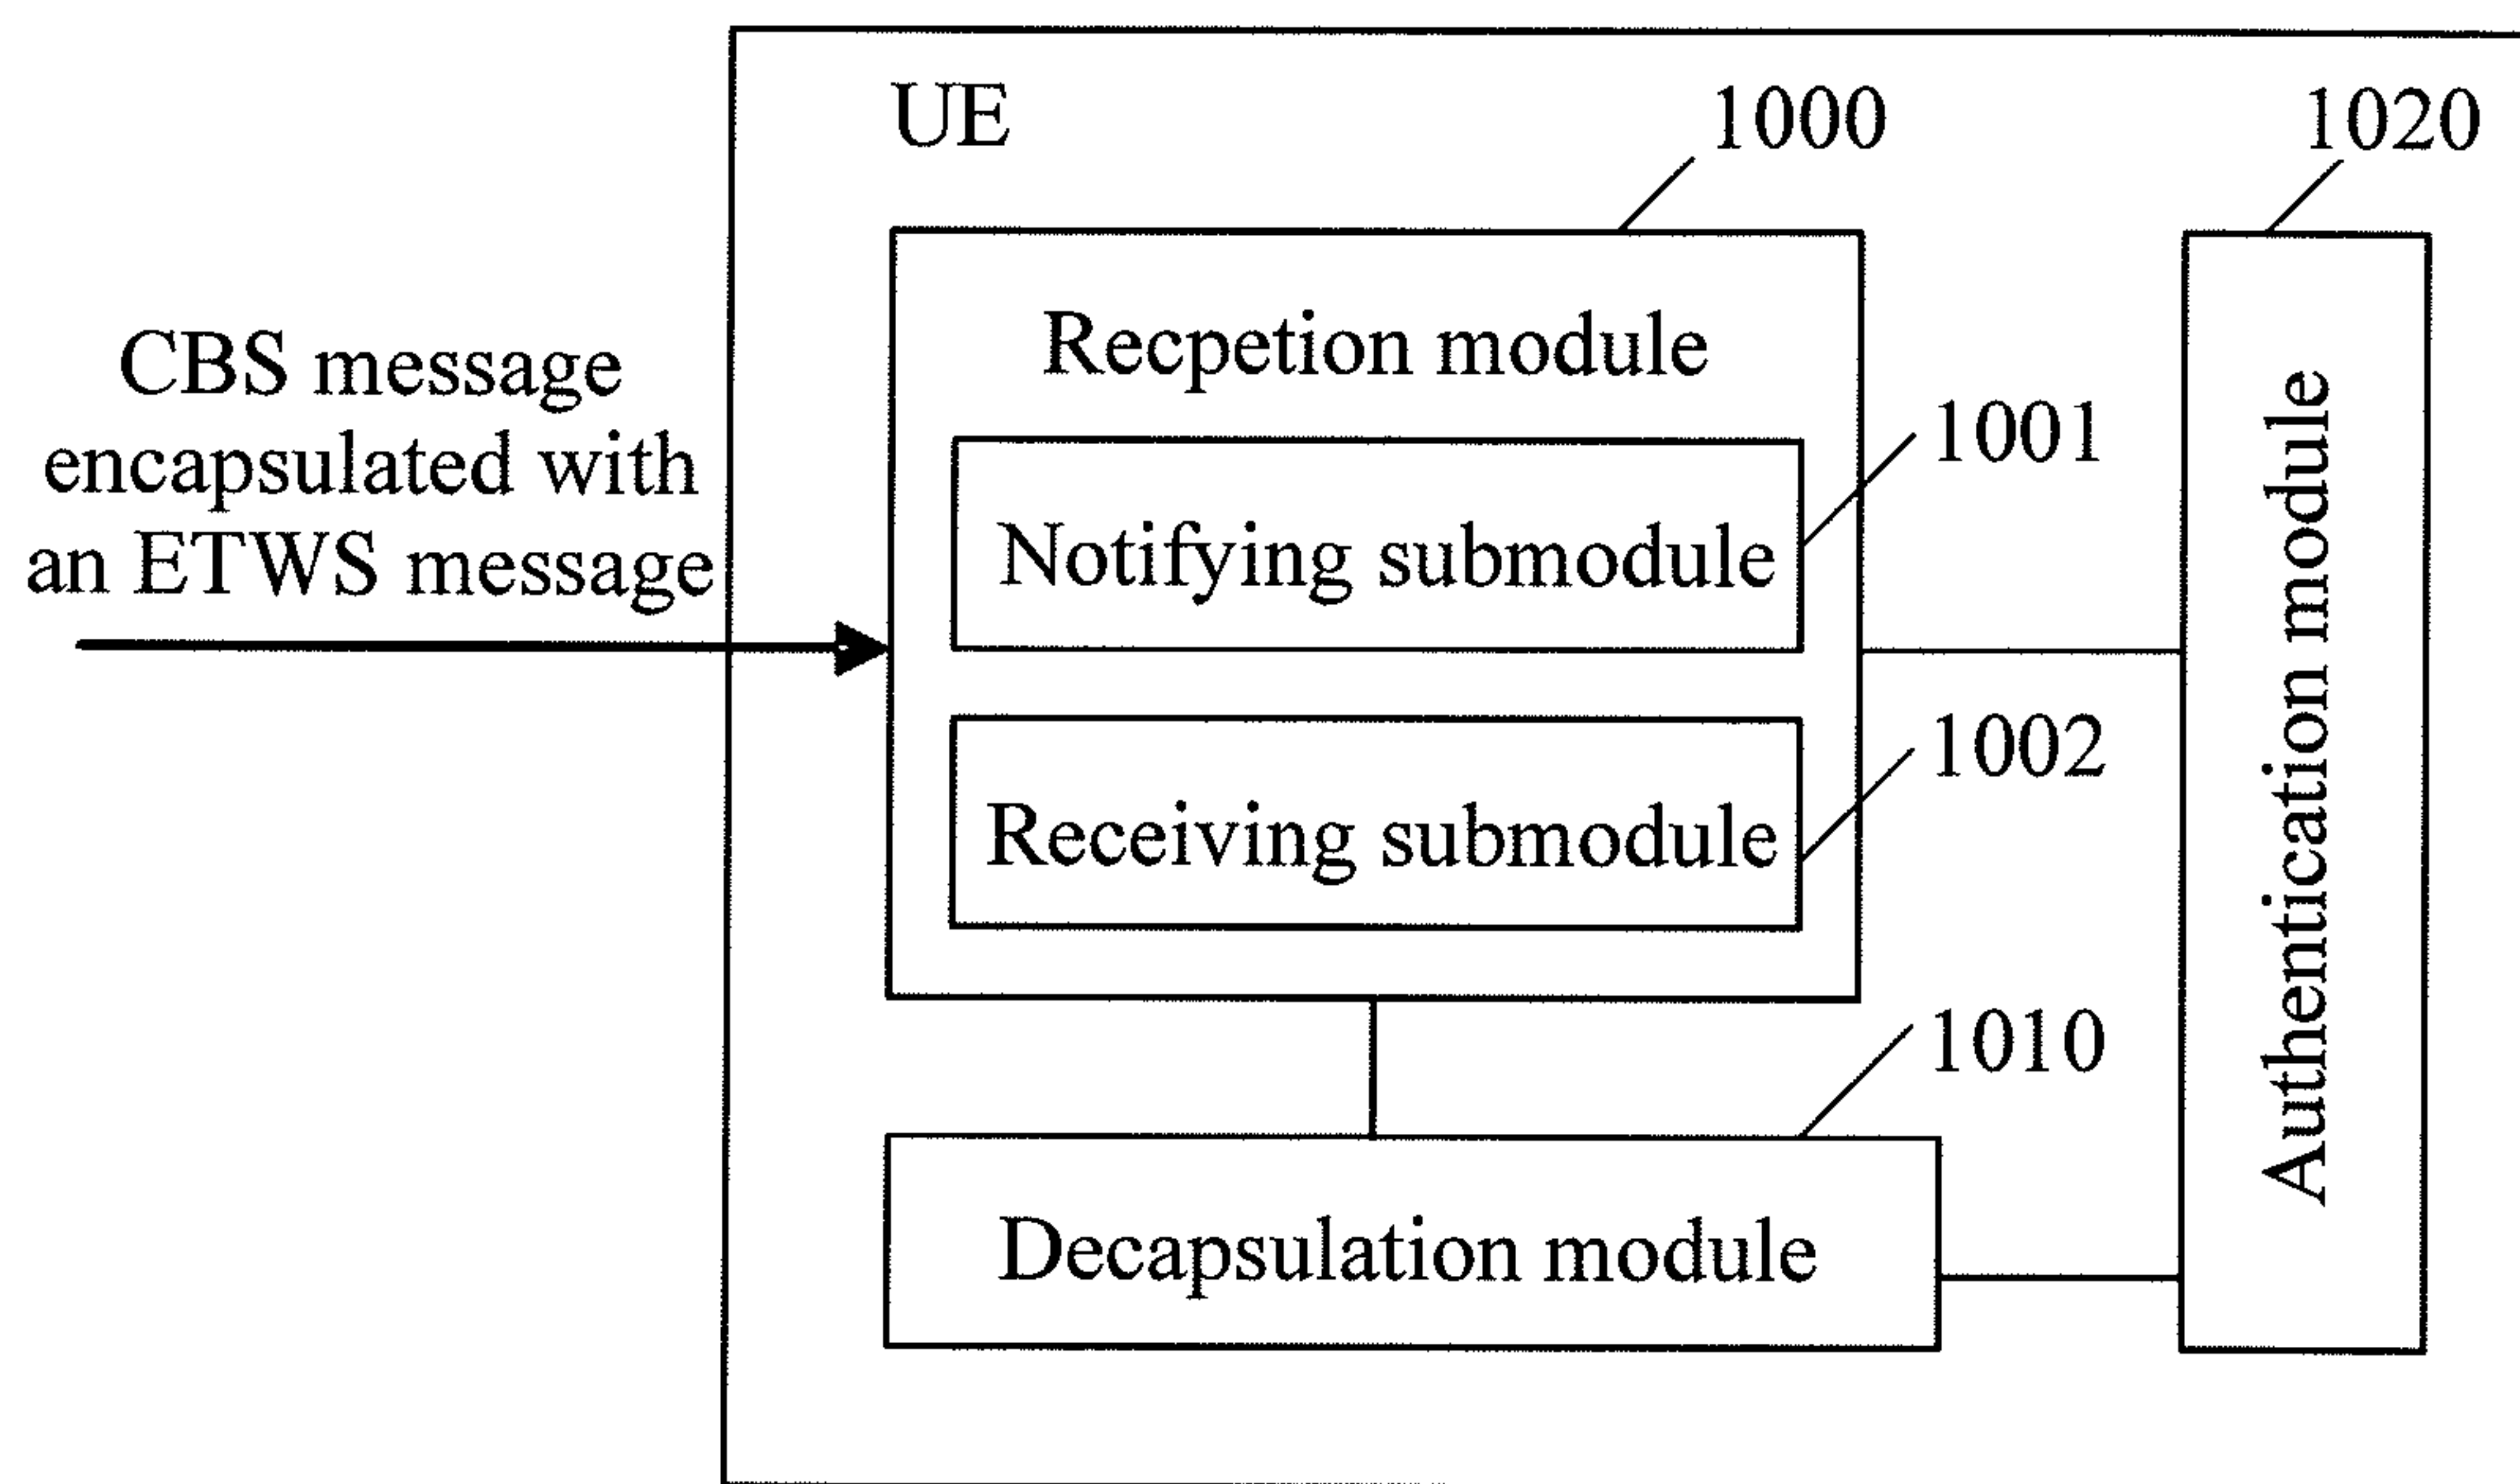 UE
1000
1020
Recpetion module
CBS message
encapsulated with
an ETWS message
1001
Notifying submodule
1002
Receiving submodule
Authentication module
1010
Decapsulation module